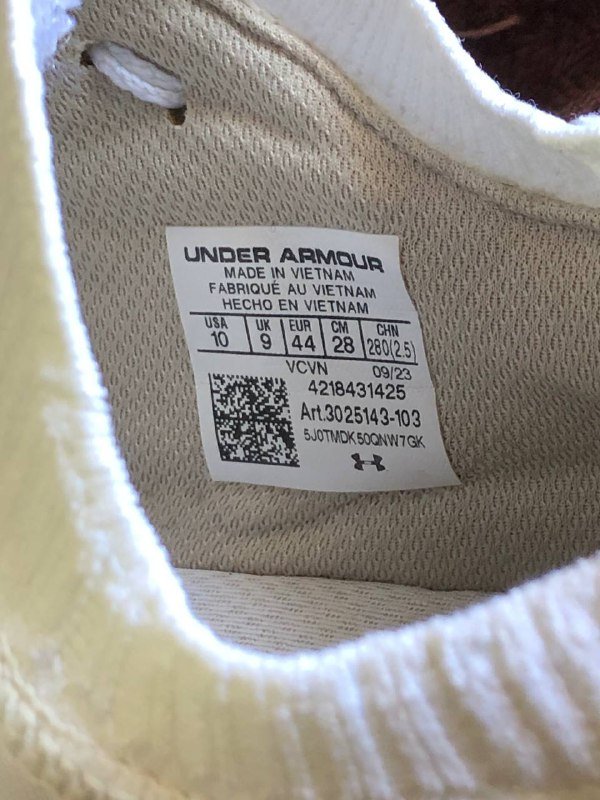 UNDER ARMOUR
MADE IN VIETNAM
FABRIQUÉ AU VIETNAM
HECHO EN VIETNAM
USA UK EUR CM CHN
10 9 44 28 280(2.5)
VCVN 09/23
4218431425
Art.3025143-103
5J0TMDK50QNW7GK